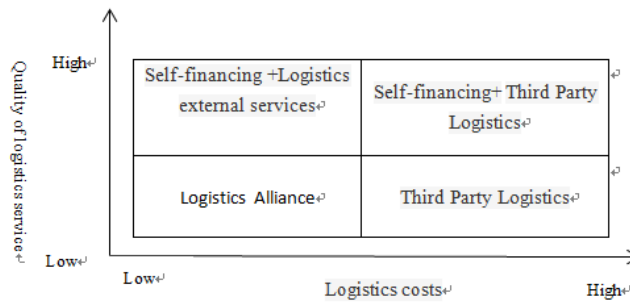 High
Self-financing +Logistics
external services
Self-financing+ Third Party
Logistics
Quality of logistics service
Logistics Alliance
Third Party Logistics
Low
Low
Logistics costs
High